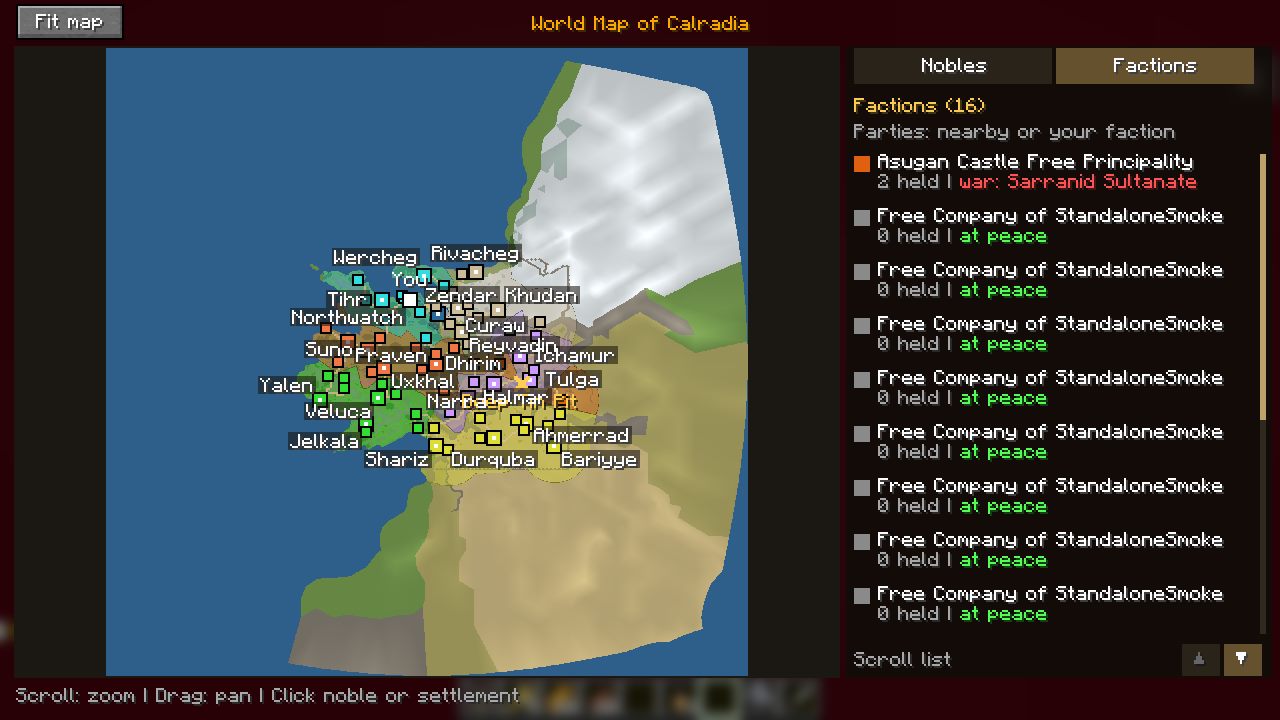 Fit map
World Map of Calradia
Nobles
Factions
Factions (16)
Parties: nearby or your faction
Asugan Castle Free Principality
2 held | war: Sarranid Sultanate
Free Company of StandaloneSmoke
0 held | at peace
Free Company of StandaloneSmoke
0 held | at peace
Free Company of StandaloneSmoke
0 held | at peace
Free Company of StandaloneSmoke
0 held | at peace
Free Company of StandaloneSmoke
0 held | at peace
Free Company of StandaloneSmoke
0 held | at peace
Free Company of StandaloneSmoke
0 held | at peace
Free Company of StandaloneSmoke
0 held | at peace
Scroll list
Wercheg
Rivacheg
You
Tihr
Zendar
Khudan
Northwatch
Curaw
Suno
Praven
Reyvadin
Dhirim
Ichamur
Yalen
Uxkhal
Tulga
Halmar
Pit
Veluca
Jelkala
Ahmerrad
Shariz
Durquba
Bariyye
Scroll: zoom | Drag: pan | Click noble or settlement